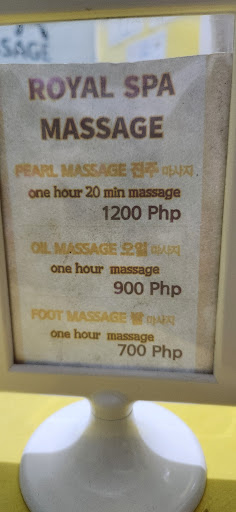 SSAGE
ROYAL SPA
MASSAGE
PEARL MASSAGE 진주 마사지
one hour 20 min massage
1200 Php
OIL MASSAGE 오일 마사지
one hour massage
900 Php
FOOT MASSAGE 발 마사지
one hour massage
700 Php